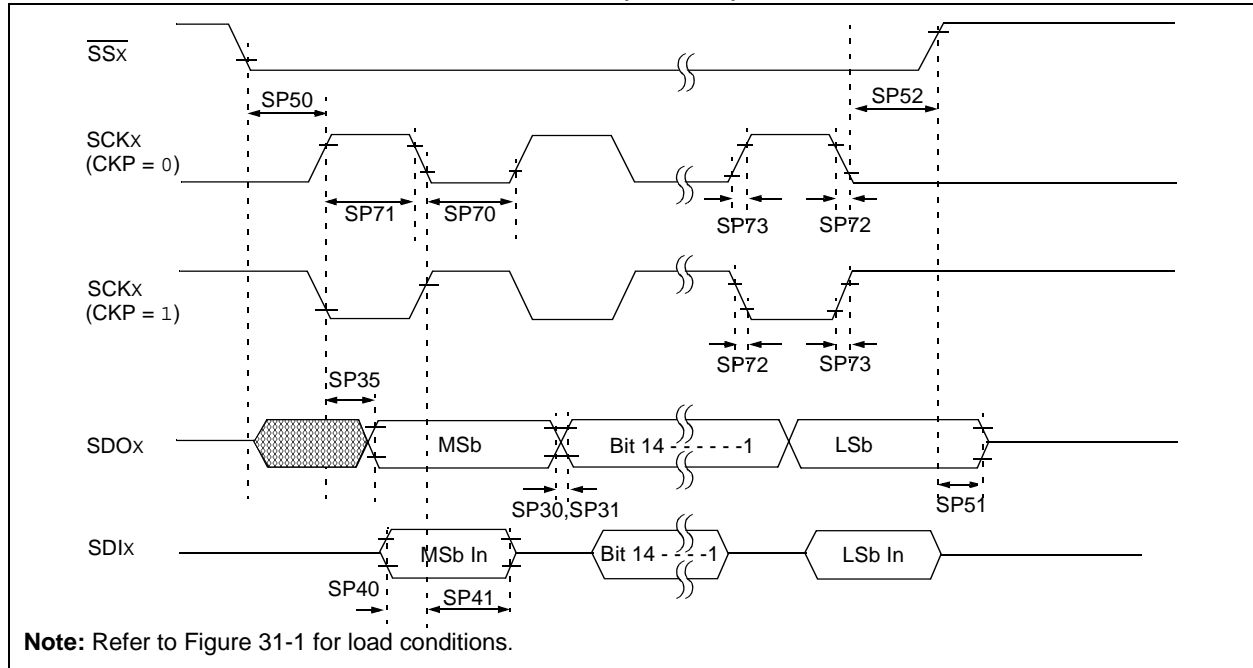 SSX
SP50
SP52
SCKX
(CKP = 0)
SP71
SP70
SP73
SP72
SCKX
(CKP = 1)
SP72
SP73
SP35
SDOX
MSb
Bit 14 - - - - - -1
LSb
SP30,SP31
SP51
SDIX
MSb In
Bit 14 - - - -1
LSb In
SP40
SP41
Note: Refer to Figure 31-1 for load conditions.